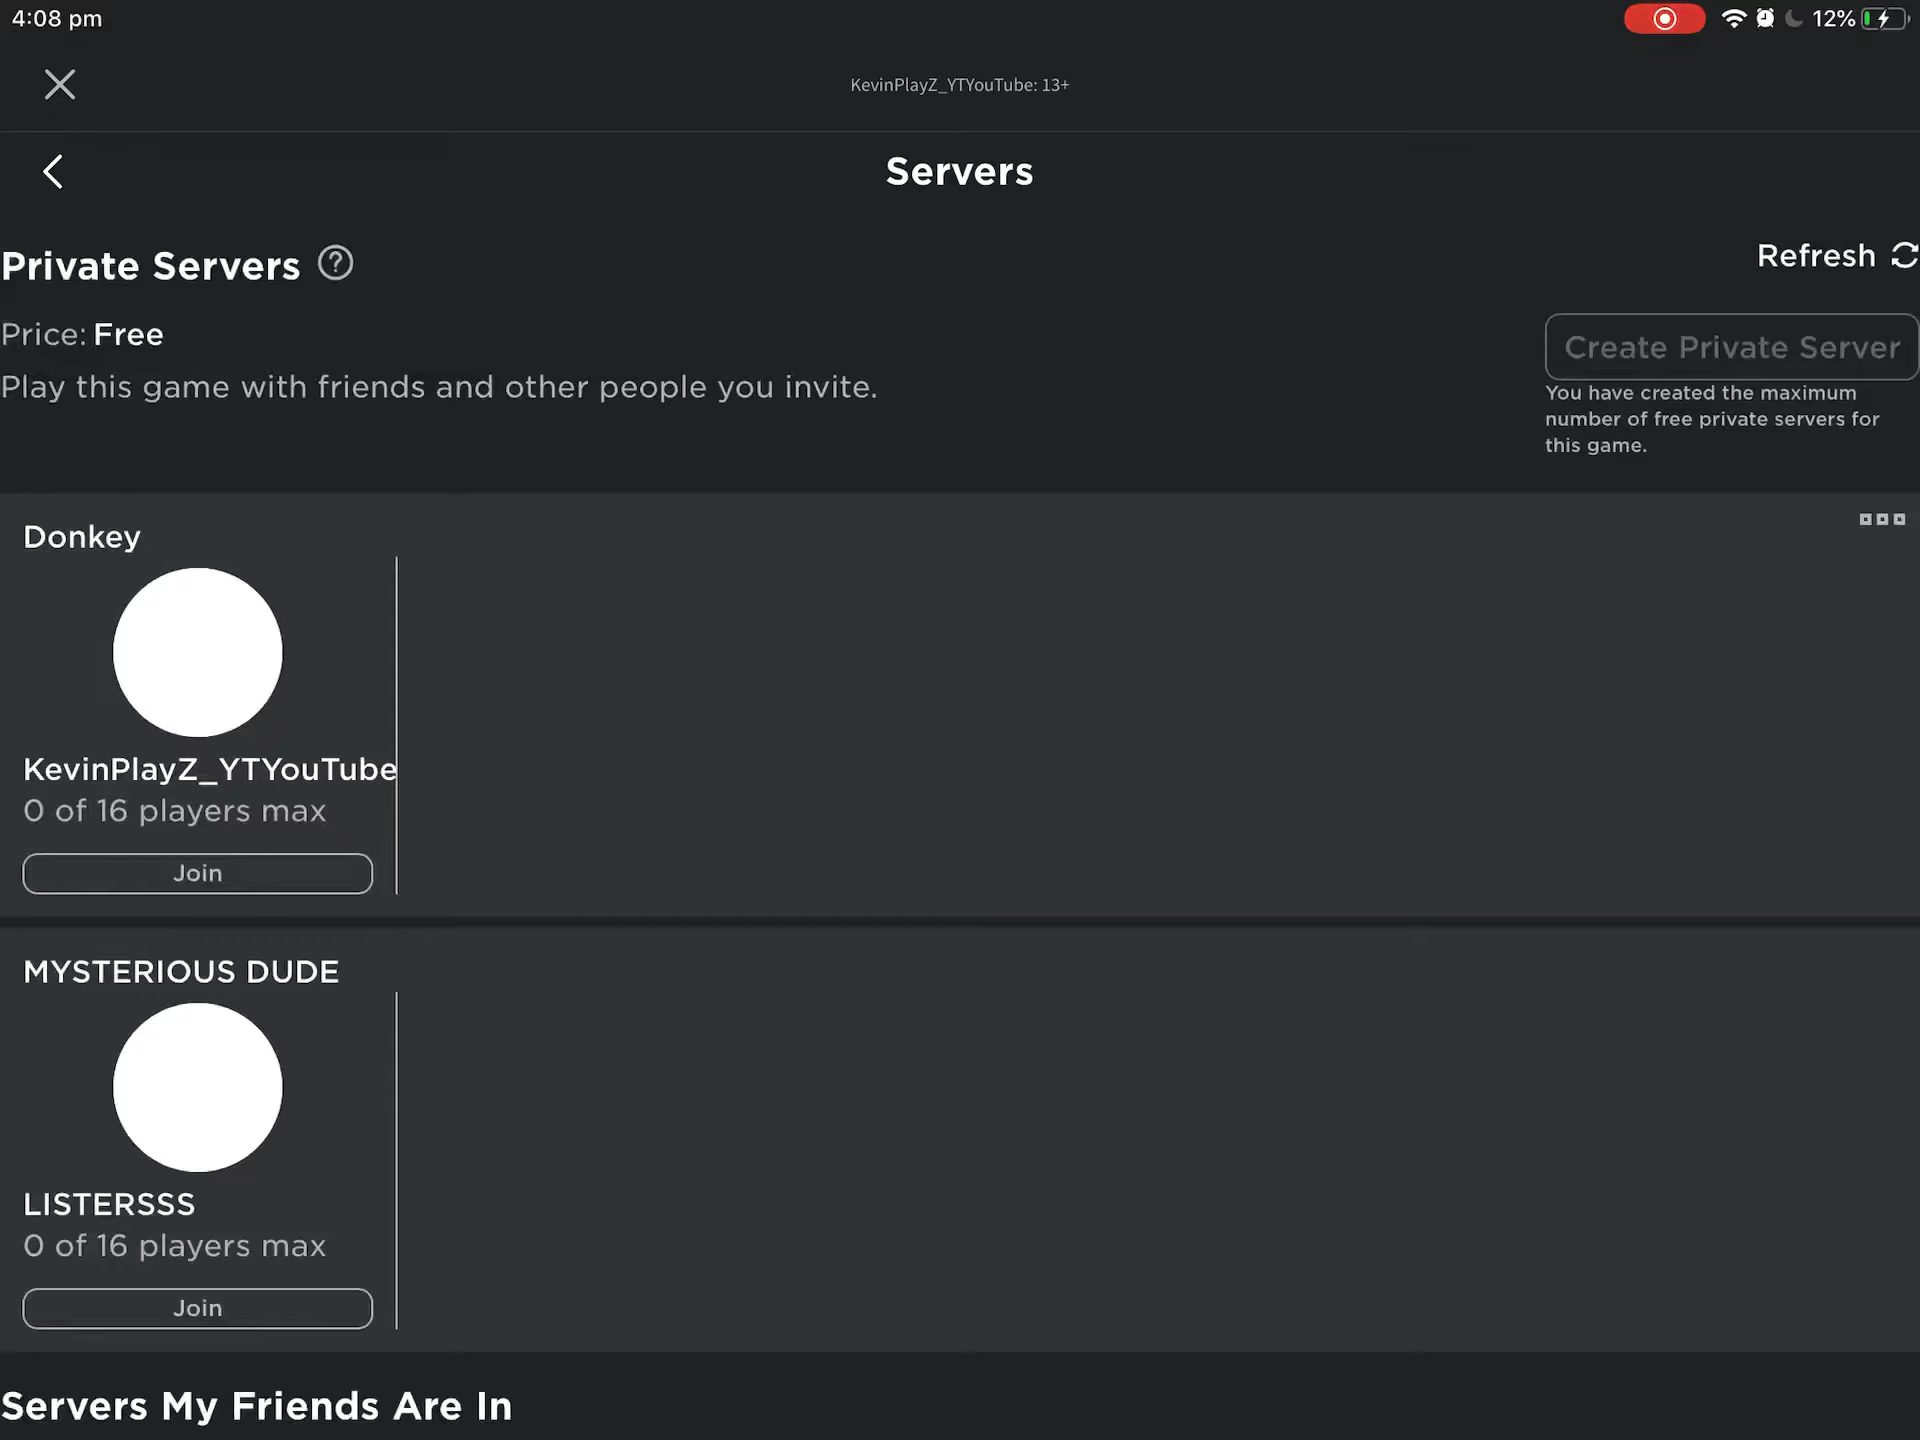 4:08 pm
12%
KevinPlayZ_YTYouTube: 13+
Servers
Private Servers ?
Refresh
Price: Free
Create Private Server
Play this game with friends and other people you invite.
You have created the maximum
number of free private servers for
this game.
Donkey
KevinPlayZ_YTYouTube
0 of 16 players max
Join
MYSTERIOUS DUDE
LISTERSSS
0 of 16 players max
Join
Servers My Friends Are In